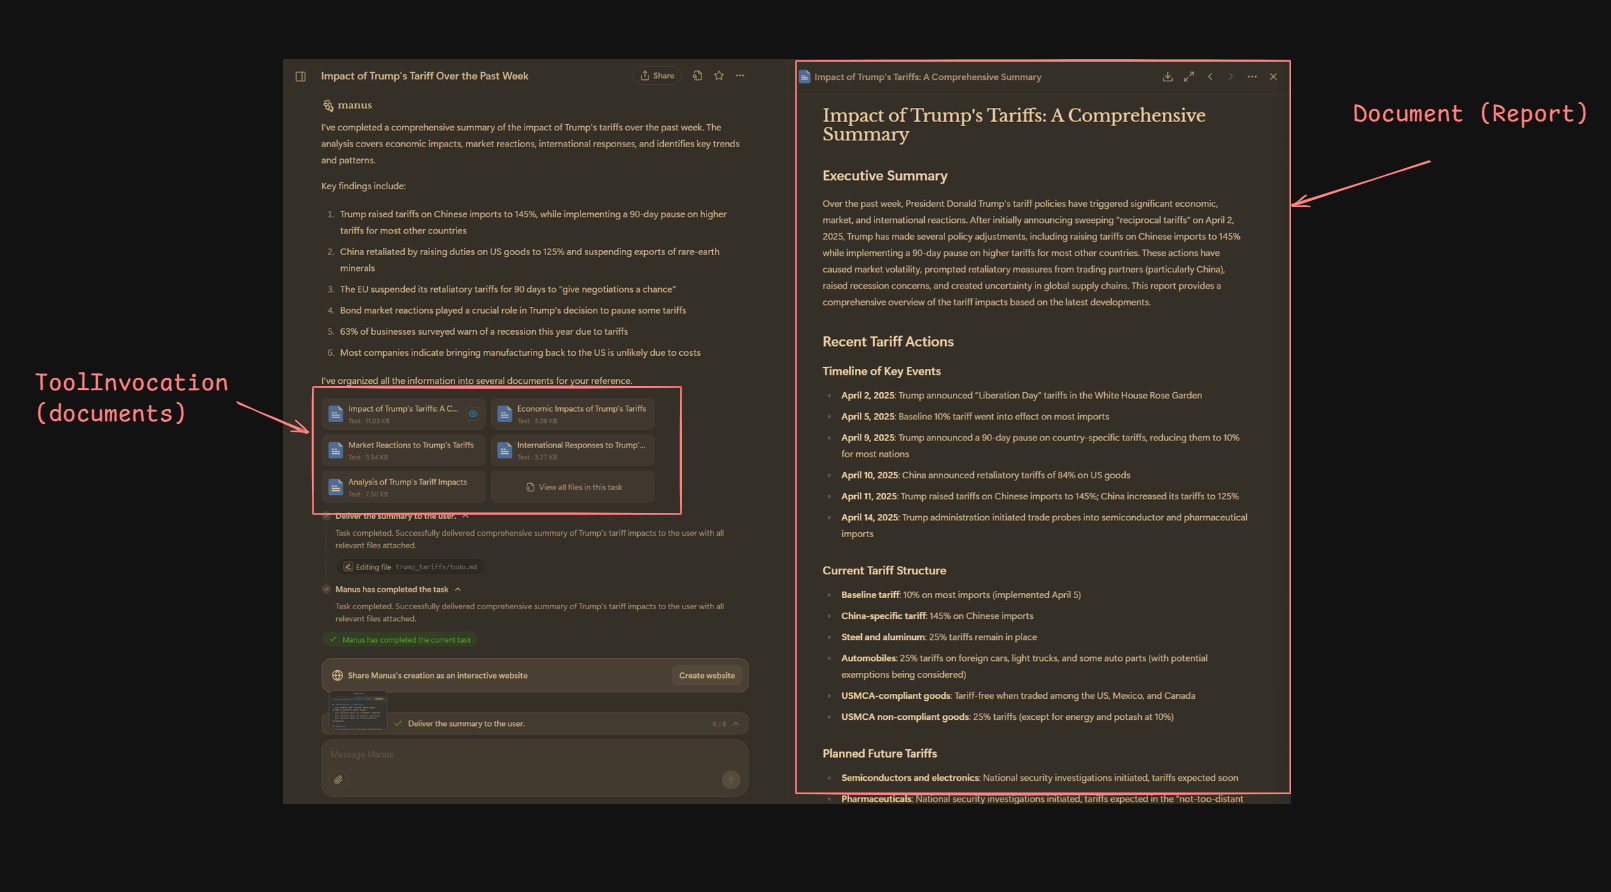 Impact of Trump's Tariff Over the Past Week
Share
manus
I've completed a comprehensive summary of the impact of Trump's tariffs over the past week. The
analysis covers economic impacts, market reactions, international responses, and identifies key trends
and patterns.
Key findings include:
1. Trump raised tariffs on Chinese imports to 145%, while implementing a 90-day pause on higher
tariffs for most other countries
2. China retaliated by raising duties on US goods to 125% and suspending exports of rare-earth
minerals
3. The EU suspended its retaliatory tariffs for 90 days to "give negotiations a chance"
4. Bond market reactions played a crucial role in Trump's decision to pause some tariffs
5. 63% of businesses surveyed warn of a recession this year due to tariffs
6. Most companies indicate bringing manufacturing back to the US is unlikely due to costs
I've organized all the information into several documents for your reference.
ToolInvocation
(documents)
Impact of Trump's Tariffs: A C...
Text · 11.03 KB
Economic Impacts of Trump's Tariffs
Text · 3.09 KB
Market Reactions to Trump's Tariffs
Text · 3.54 KB
International Responses to Trump'...
Text · 3.27 KB
Analysis of Trump's Tariff Impacts
Text · 7.50 KB
View all files in this task
Deliver the summary to the user.
Task completed. Successfully delivered comprehensive summary of Trump's tariff impacts to the user with all
relevant files attached.
Editing file trump_tariffs/todo.md
Manus has completed the task
Task completed. Successfully delivered comprehensive summary of Trump's tariff impacts to the user with all
relevant files attached.
Manus has completed the current task
Share Manus's creation as an interactive website
Create website
Deliver the summary to the user.
Message Manus
Impact of Trump's Tariffs: A Comprehensive Summary
Document (Report)
Impact of Trump's Tariffs: A Comprehensive
Summary
Executive Summary
Over the past week, President Donald Trump's tariff policies have triggered significant economic,
market, and international reactions. After initially announcing sweeping "reciprocal tariffs" on April 2,
2025, Trump has made several policy adjustments, including raising tariffs on Chinese imports to 145%
while implementing a 90-day pause on higher tariffs for most other countries. These actions have
caused market volatility, prompted retaliatory measures from trading partners (particularly China),
raised recession concerns, and created uncertainty in global supply chains. This report provides a
comprehensive overview of the tariff impacts based on the latest developments.
Recent Tariff Actions
Timeline of Key Events
April 2, 2025: Trump announced "Liberation Day" tariffs in the White House Rose Garden
April 5, 2025: Baseline 10% tariff went into effect on most imports
April 9, 2025: Trump announced a 90-day pause on country-specific tariffs, reducing them to 10%
for most nations
April 10, 2025: China announced retaliatory tariffs of 84% on US goods
April 11, 2025: Trump raised tariffs on Chinese imports to 145%; China increased its tariffs to 125%
April 14, 2025: Trump administration initiated trade probes into semiconductor and pharmaceutical
imports
Current Tariff Structure
Baseline tariff: 10% on most imports (implemented April 5)
China-specific tariff: 145% on Chinese imports
Steel and aluminum: 25% tariffs remain in place
Automobiles: 25% tariffs on foreign cars, light trucks, and some auto parts (with potential
exemptions being considered)
USMCA-compliant goods: Tariff-free when traded among the US, Mexico, and Canada
USMCA non-compliant goods: 25% tariffs (except for energy and potash at 10%)
Planned Future Tariffs
Semiconductors and electronics: National security investigations initiated, tariffs expected soon
Pharmaceuticals: National security investigations initiated, tariffs expected in the "not-too-distant